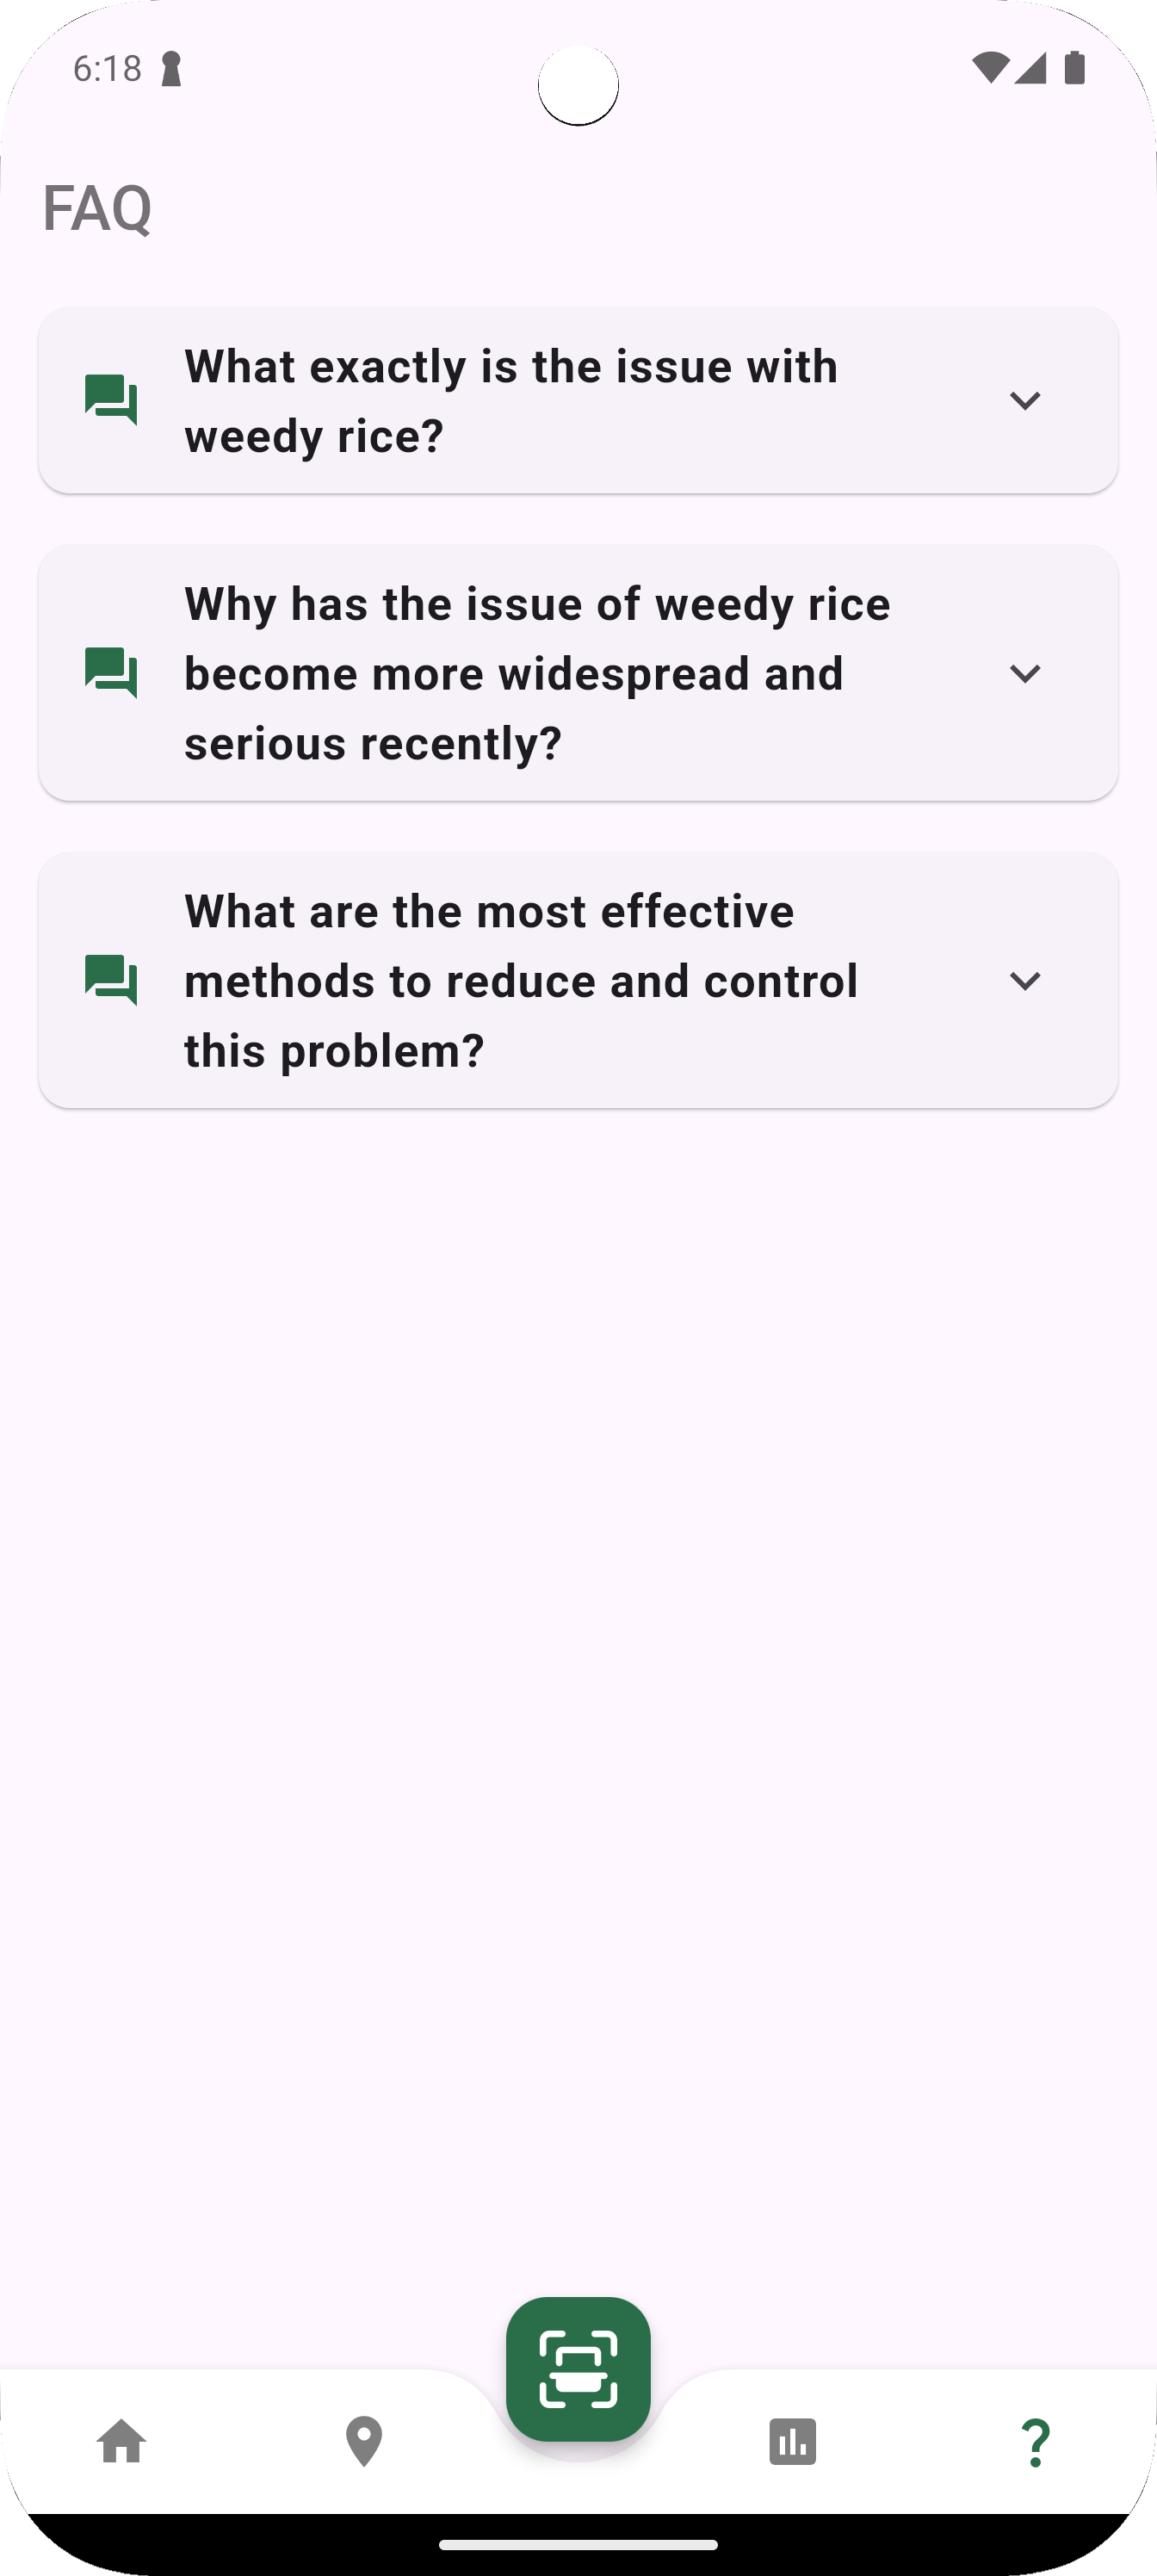 6:18
FAQ
What exactly is the issue with
weedy rice?
Why has the issue of weedy rice
become more widespread and
serious recently?
What are the most effective
methods to reduce and control
this problem?